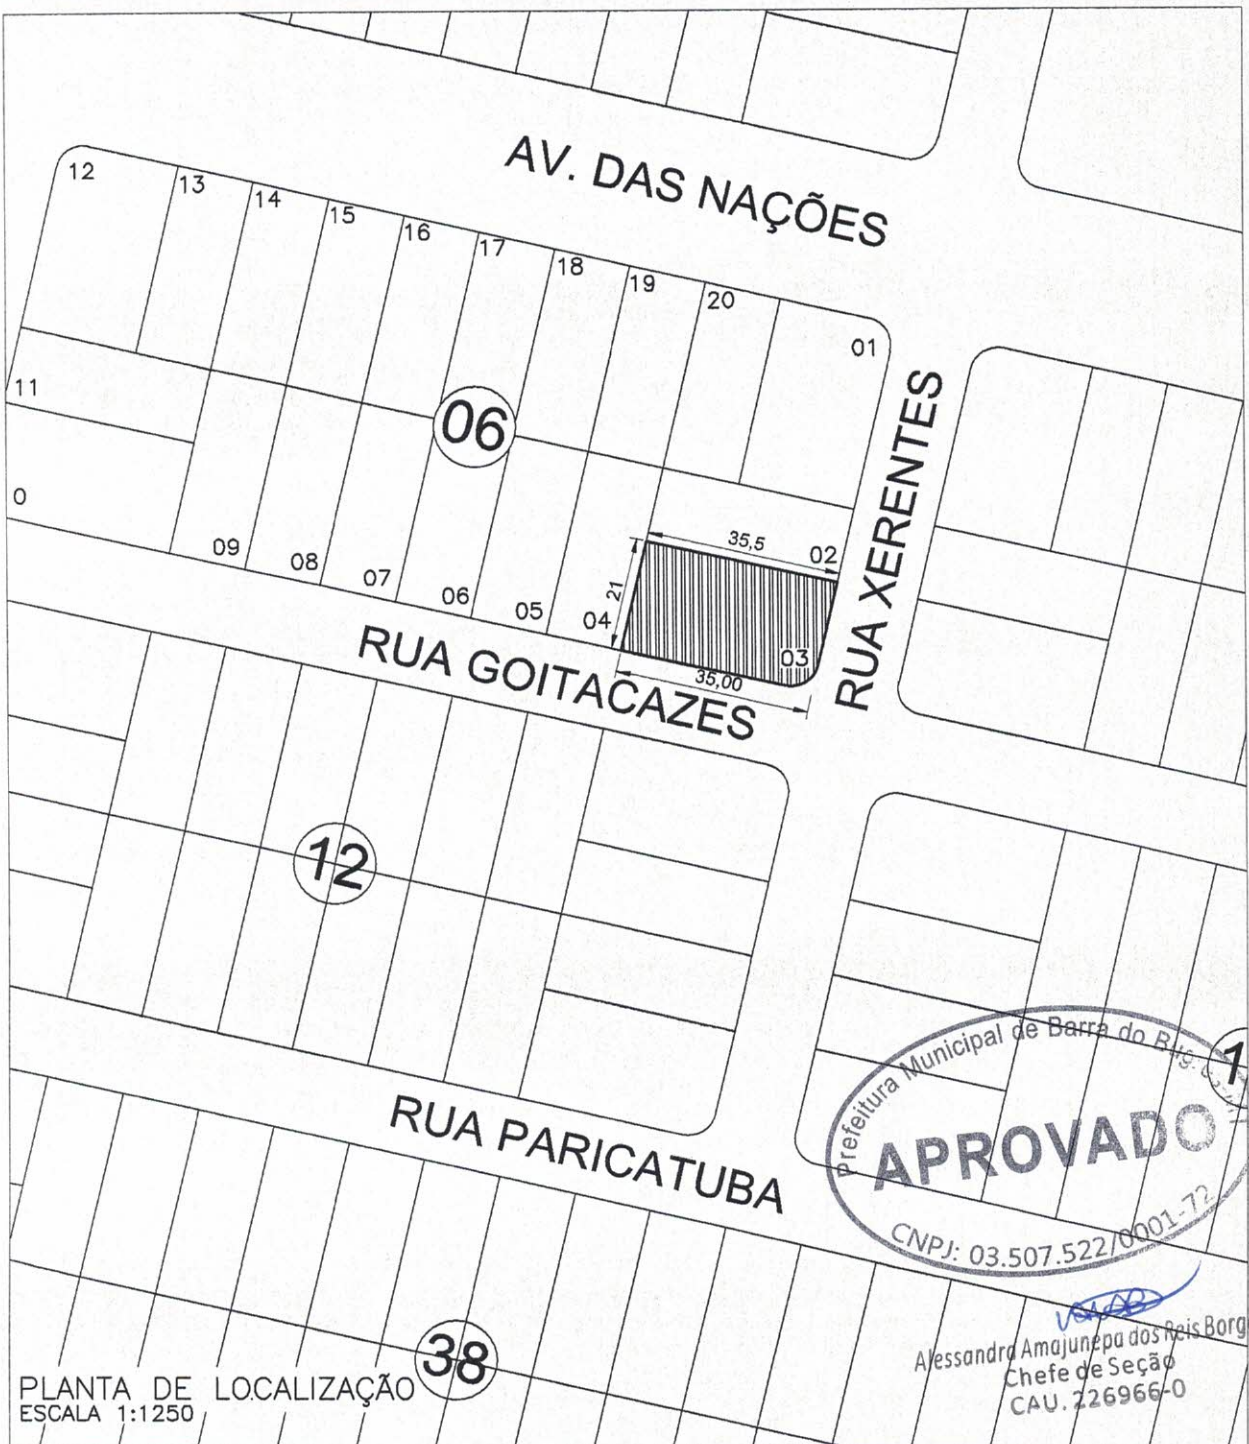 AV. DAS NAÇÕES
12
13
14
15
16
17
18
19
20
01
11
06
RUA XERENTES
0
35,5
02
21
09
08
07
06
05
04
03
35,00
RUA GOITACAZES
12
1
Prefeitura Municipal de Barra do
APROVADO
CNPJ: 03.507.522/0001-72
RUA PARICATUBA
38
Alessandra Amajunepa dos Reis Borg
Chefe de Seção
CAU. 226966-0
PLANTA DE LOCALIZAÇÃO
ESCALA 1:1250